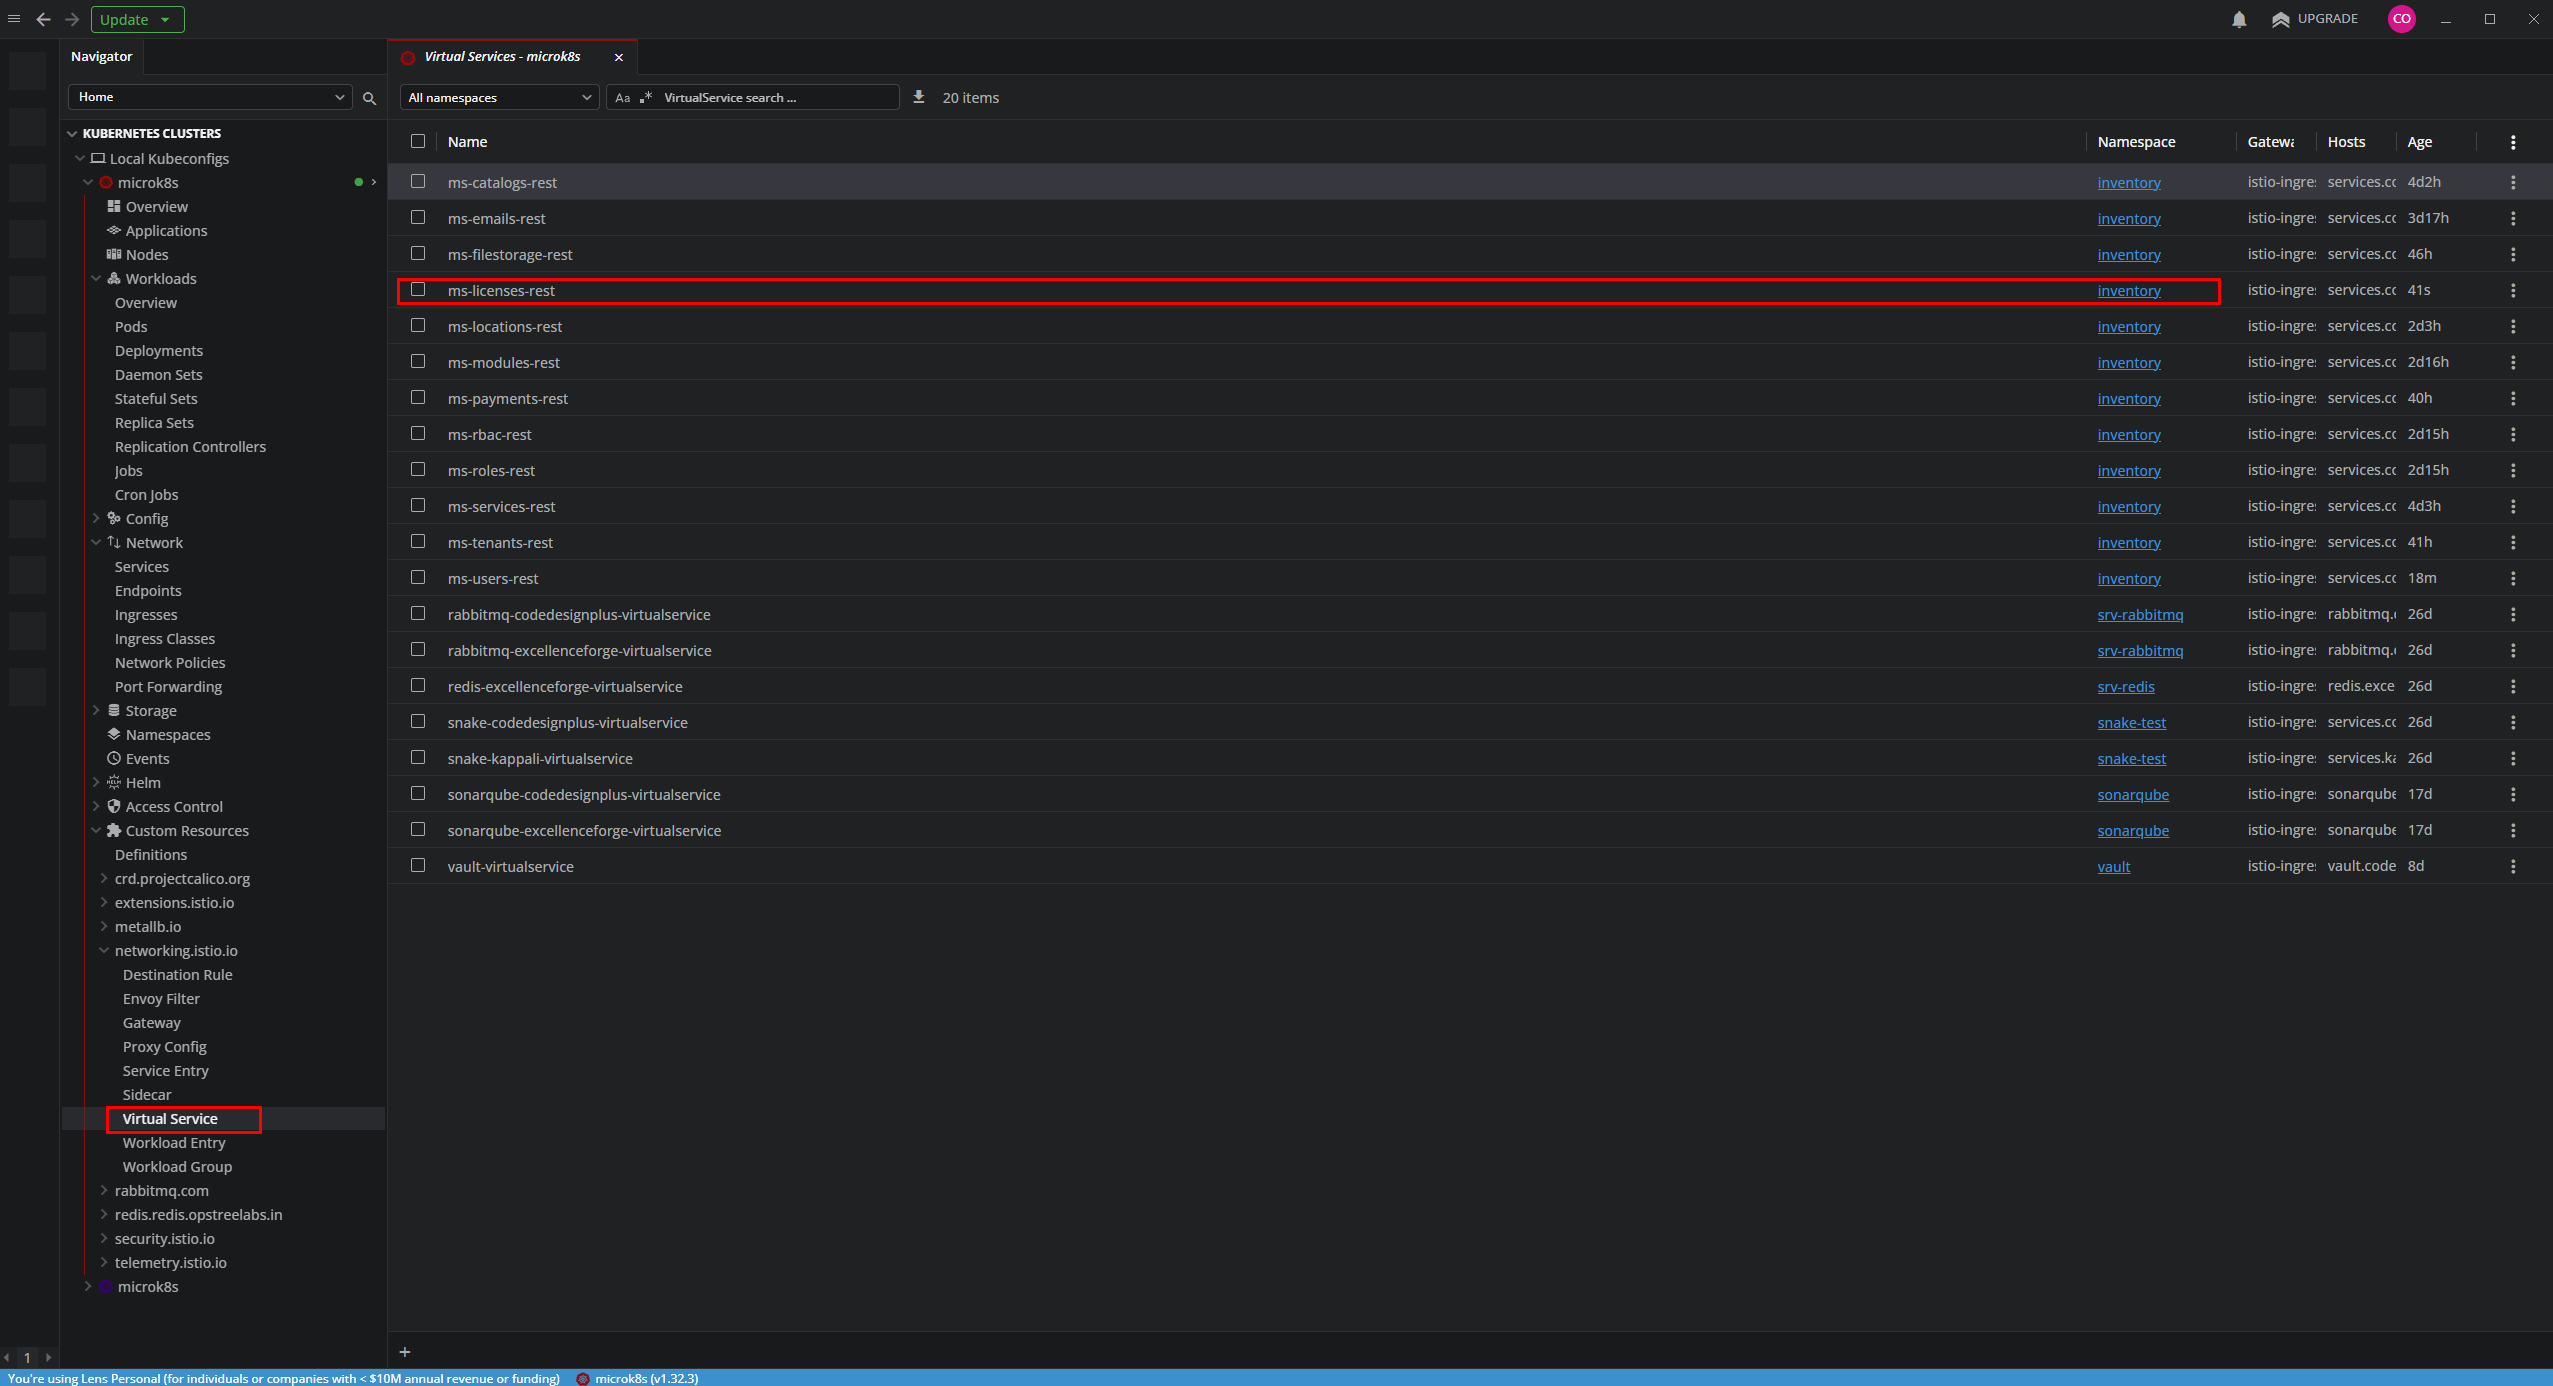 Update
UPGRADE
CO
Navigator
Virtual Services - microk8s
Home
All namespaces
Aa .* VirtualService search ...
20 items
KUBERNETES CLUSTERS
Local Kubeconfigs
microk8s
Overview
Applications
Nodes
Workloads
Overview
Pods
Deployments
Daemon Sets
Stateful Sets
Replica Sets
Replication Controllers
Jobs
Cron Jobs
Config
Network
Services
Endpoints
Ingresses
Ingress Classes
Network Policies
Port Forwarding
Storage
Namespaces
Events
Helm
Access Control
Custom Resources
Definitions
crd.projectcalico.org
extensions.istio.io
metallb.io
networking.istio.io
Destination Rule
Envoy Filter
Gateway
Proxy Config
Service Entry
Sidecar
Virtual Service
Workload Entry
Workload Group
rabbitmq.com
redis.redis.opstreelabs.in
security.istio.io
telemetry.istio.io
microk8s
Name Namespace Gatewa Hosts Age
ms-catalogs-rest inventory istio-ingre: services.cc 4d2h
ms-emails-rest inventory istio-ingre: services.cc 3d17h
ms-filestorage-rest inventory istio-ingre: services.cc 46h
ms-licenses-rest inventory istio-ingre: services.cc 41s
ms-locations-rest inventory istio-ingre: services.cc 2d3h
ms-modules-rest inventory istio-ingre: services.cc 2d16h
ms-payments-rest inventory istio-ingre: services.cc 40h
ms-rbac-rest inventory istio-ingre: services.cc 2d15h
ms-roles-rest inventory istio-ingre: services.cc 2d15h
ms-services-rest inventory istio-ingre: services.cc 4d3h
ms-tenants-rest inventory istio-ingre: services.cc 41h
ms-users-rest inventory istio-ingre: services.cc 18m
rabbitmq-codedesignplus-virtualservice srv-rabbitmq istio-ingre: rabbitmq.( 26d
rabbitmq-excellenceforge-virtualservice srv-rabbitmq istio-ingre: rabbitmq.( 26d
redis-excellenceforge-virtualservice srv-redis istio-ingre: redis.exce 26d
snake-codedesignplus-virtualservice snake-test istio-ingre: services.cc 26d
snake-kappali-virtualservice snake-test istio-ingre: services.ka 26d
sonarqube-codedesignplus-virtualservice sonarqube istio-ingre: sonarqube 17d
sonarqube-excellenceforge-virtualservice sonarqube istio-ingre: sonarqube 17d
vault-virtualservice vault istio-ingre: vault.code 8d
+
1
You're using Lens Personal (for individuals or companies with < $10M annual revenue or funding) microk8s (v1.32.3)